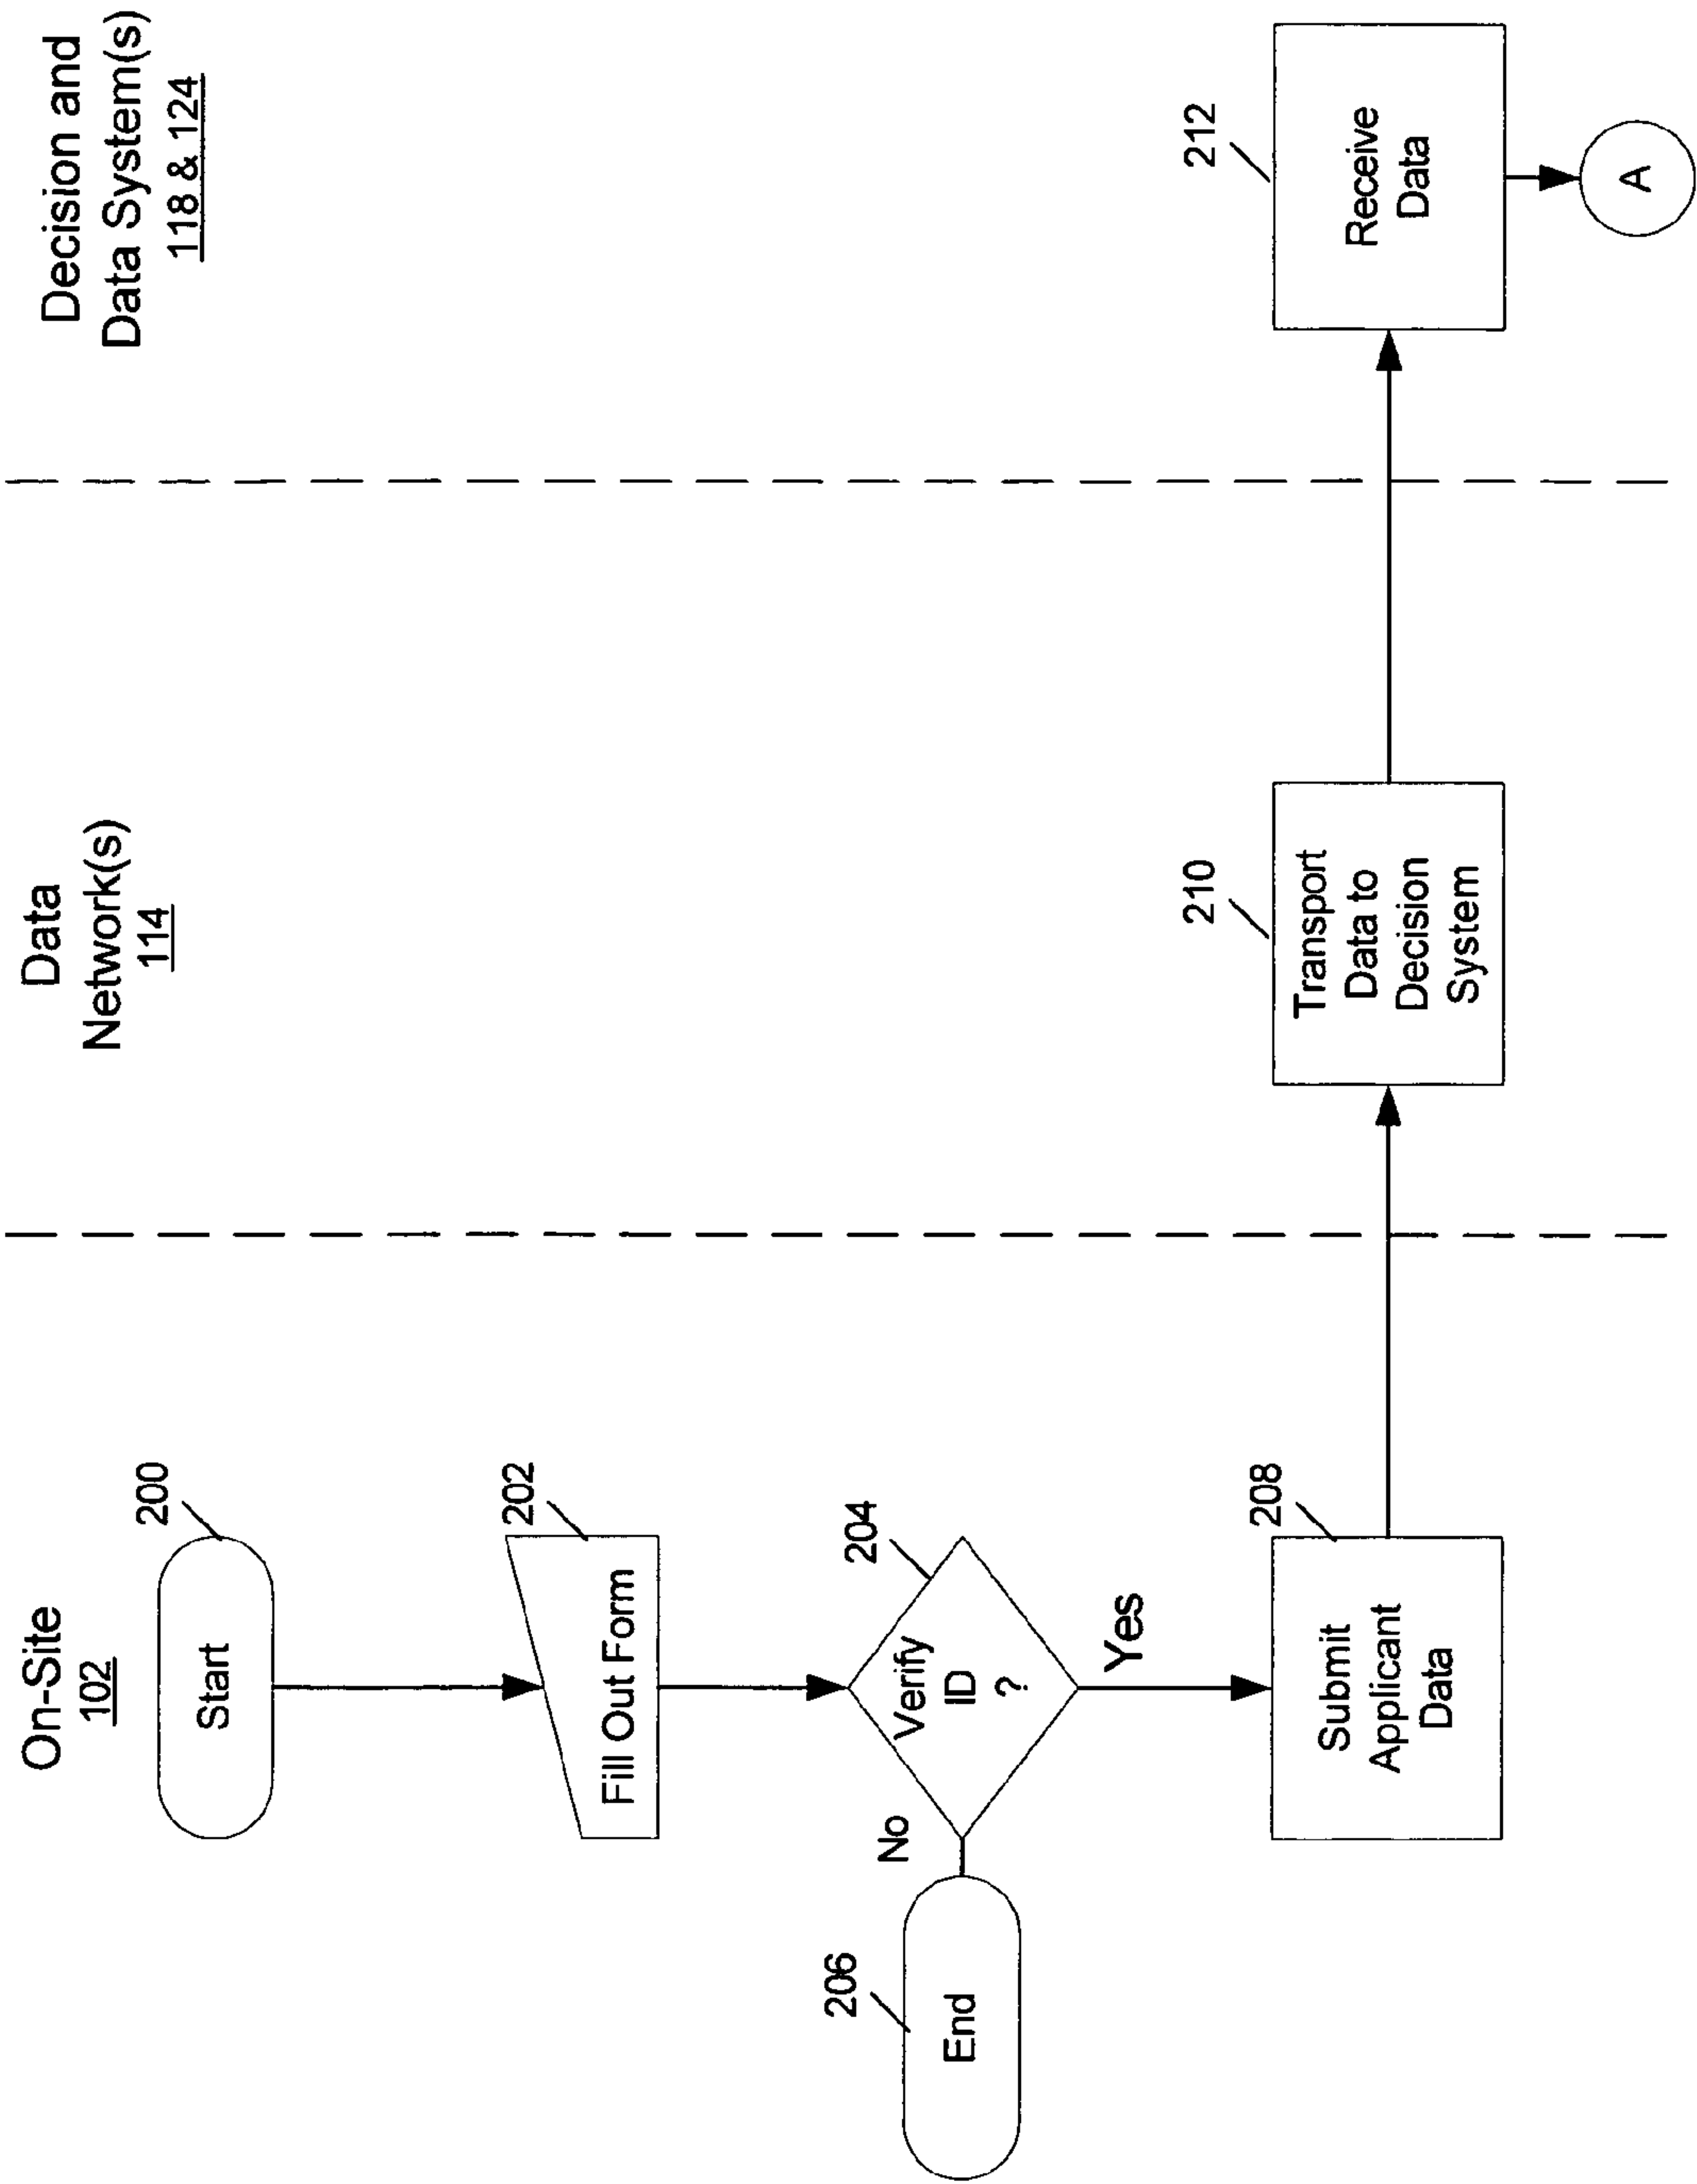 On-Site
102
Data
Network(s)
114
Decision and
Data System(s)
118 & 124
200
Start
202
Fill Out Form
204
Verify
ID
?
No
206
End
Yes
208
Submit
Applicant
Data
210
Transport
Data to
Decision
System
212
Receive
Data
A